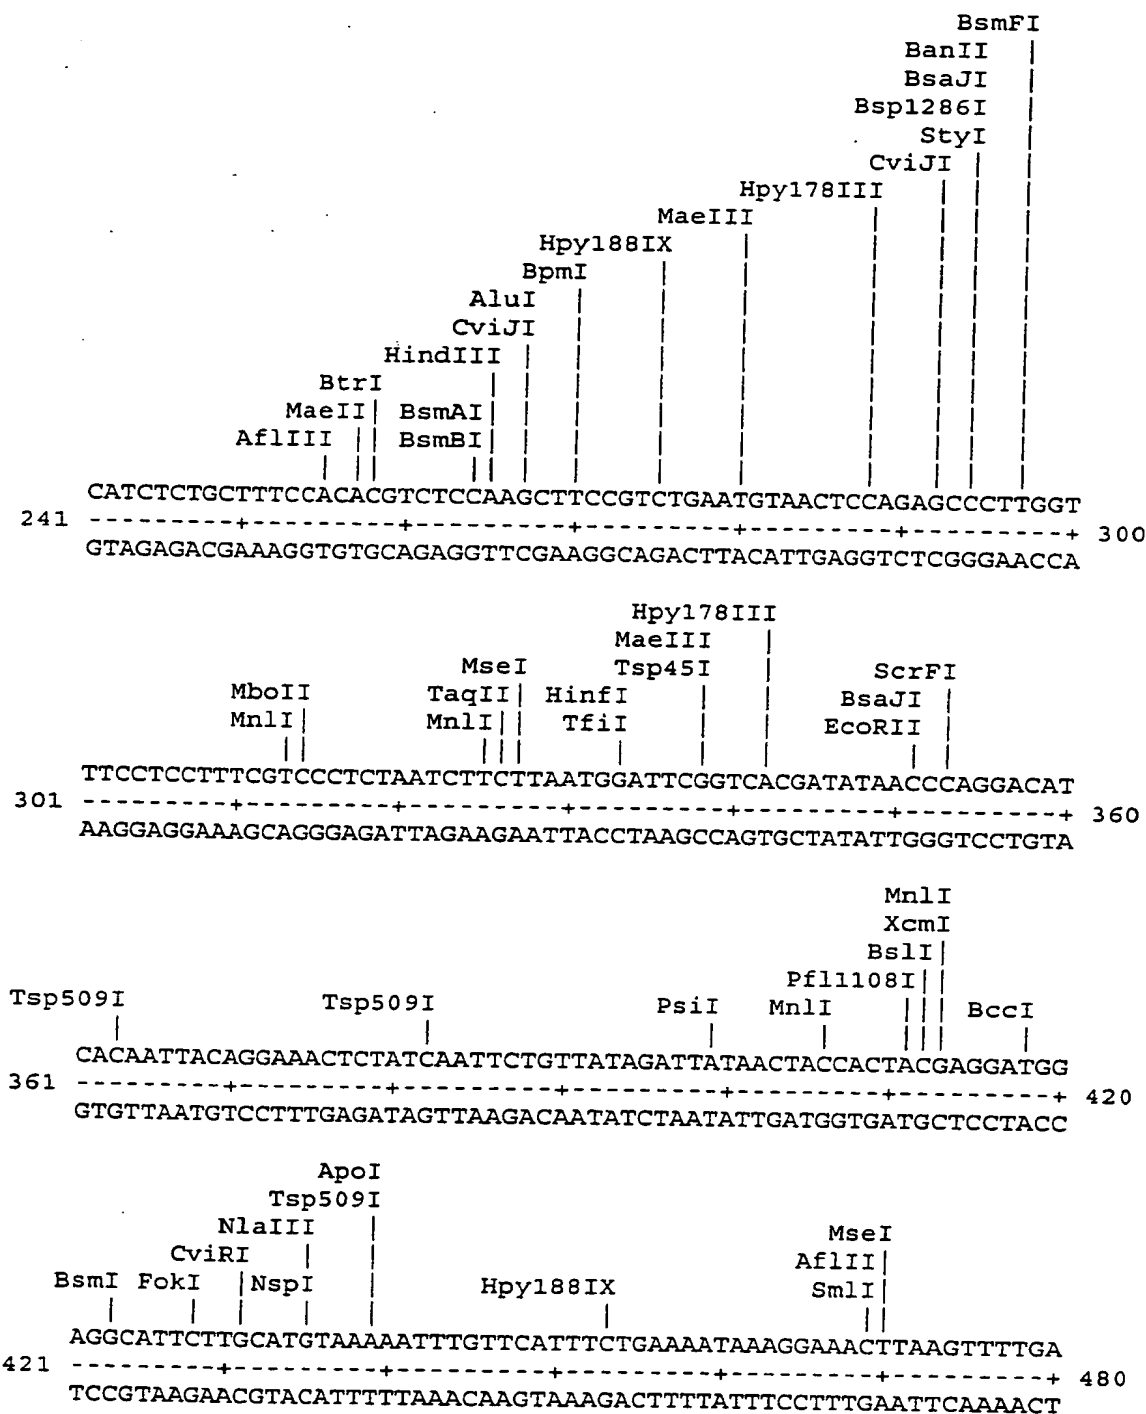 BsmFI
BanII
BsaJI
Bsp1286I
StyI
CviJI
Hpy178III
MaeIII
Hpy188IX
BpmI
AluI
CviJI
HindIII
BtrI
MaeII BsmAI
AflIII BsmBI
CATCTCTGCTTTCCACACGTCTCCAAGCTTCCGTCTGAATGTAACTCCAGAGCCCTTGGT
241 ---------+---------+---------+---------+---------+---------+ 300
GTAGAGACGAAAGGTGTGCAGAGGTTCGAAGGCAGACTTACATTGAGGTCTCGGGAACCA
Hpy178III
MaeIII
MseI Tsp45I ScrFI
MboII TaqII HinfI BsaJI
MnlI MnlI TfiI EcoRII
TTCCTCCTTTCGTCCCTCTAATCTTCTTAATGGATTCGGTCACGATATAACCCAGGACAT
301 ---------+---------+---------+---------+---------+---------+ 360
AAGGAGGAAAGCAGGGAGATTAGAAGAATTACCTAAGCCAGTGCTATATTGGGTCCTGTA
MnlI
XcmI
BslI
Pfl1108I
Tsp509I Tsp509I PsiI MnlI BccI
CACAATTACAGGAAACTCTATCAATTCTGTTATAGATTATAACTACCACTACGAGGATGG
361 ---------+---------+---------+---------+---------+---------+ 420
GTGTTAATGTCCTTTGAGATAGTTAAGACAATATCTAATATTGATGGTGATGCTCCTACC
ApoI
Tsp509I
NlaIII MseI
CviRI AflII
BsmI FokI NspI Hpy188IX SmlI
AGGCATTCTTGCATGTAAAAATTTGTTCATTTCTGAAAATAAAGGAAACTTAAGTTTTGA
421 ---------+---------+---------+---------+---------+---------+ 480
TCCGTAAGAACGTACATTTTTAAACAAGTAAAGACTTTTATTTCCTTTGAATTCAAAACT